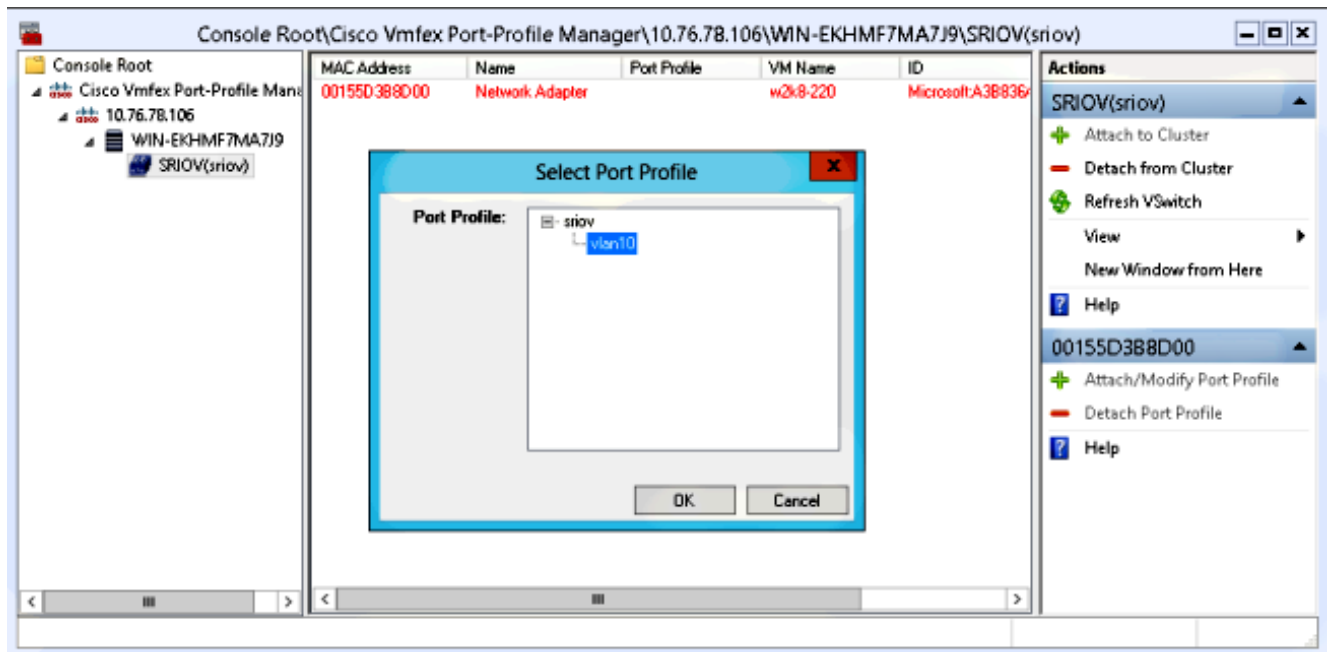 Console Root\Cisco Vmfex Port-Profile Manager\10.76.78.106\WIN-EKHMF7MA7J9\SRIOV(sriov)
Console Root
Cisco Vmfex Port-Profile Mana
10.76.78.106
WIN-EKHMF7MA7J9
SRIOV(sriov)
MAC Address Name Port Profile VM Name ID
00155D3B8D00 Network Adapter w2k8-220 Microsoft:A3B836
Select Port Profile
Port Profile:
sriov
vlan10
OK Cancel
Actions
SRIOV(sriov)
Attach to Cluster
Detach from Cluster
Refresh VSwitch
View
New Window from Here
Help
00155D3B8D00
Attach/Modify Port Profile
Detach Port Profile
Help